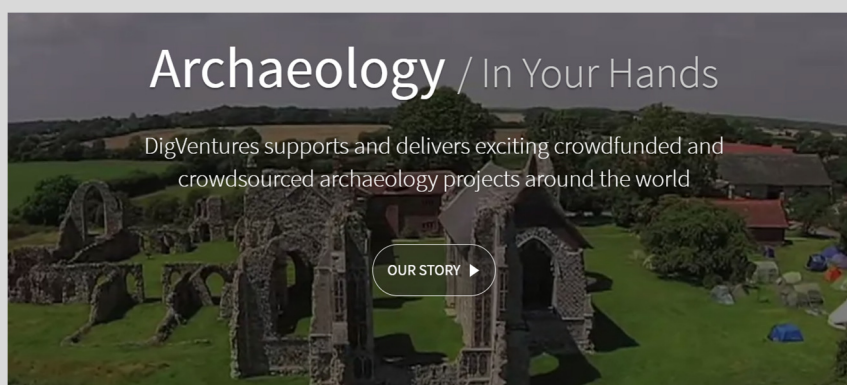 Archaeology / In Your Hands
DigVentures supports and delivers exciting crowdfunded and
crowdsourced archaeology projects around the world
OUR STORY